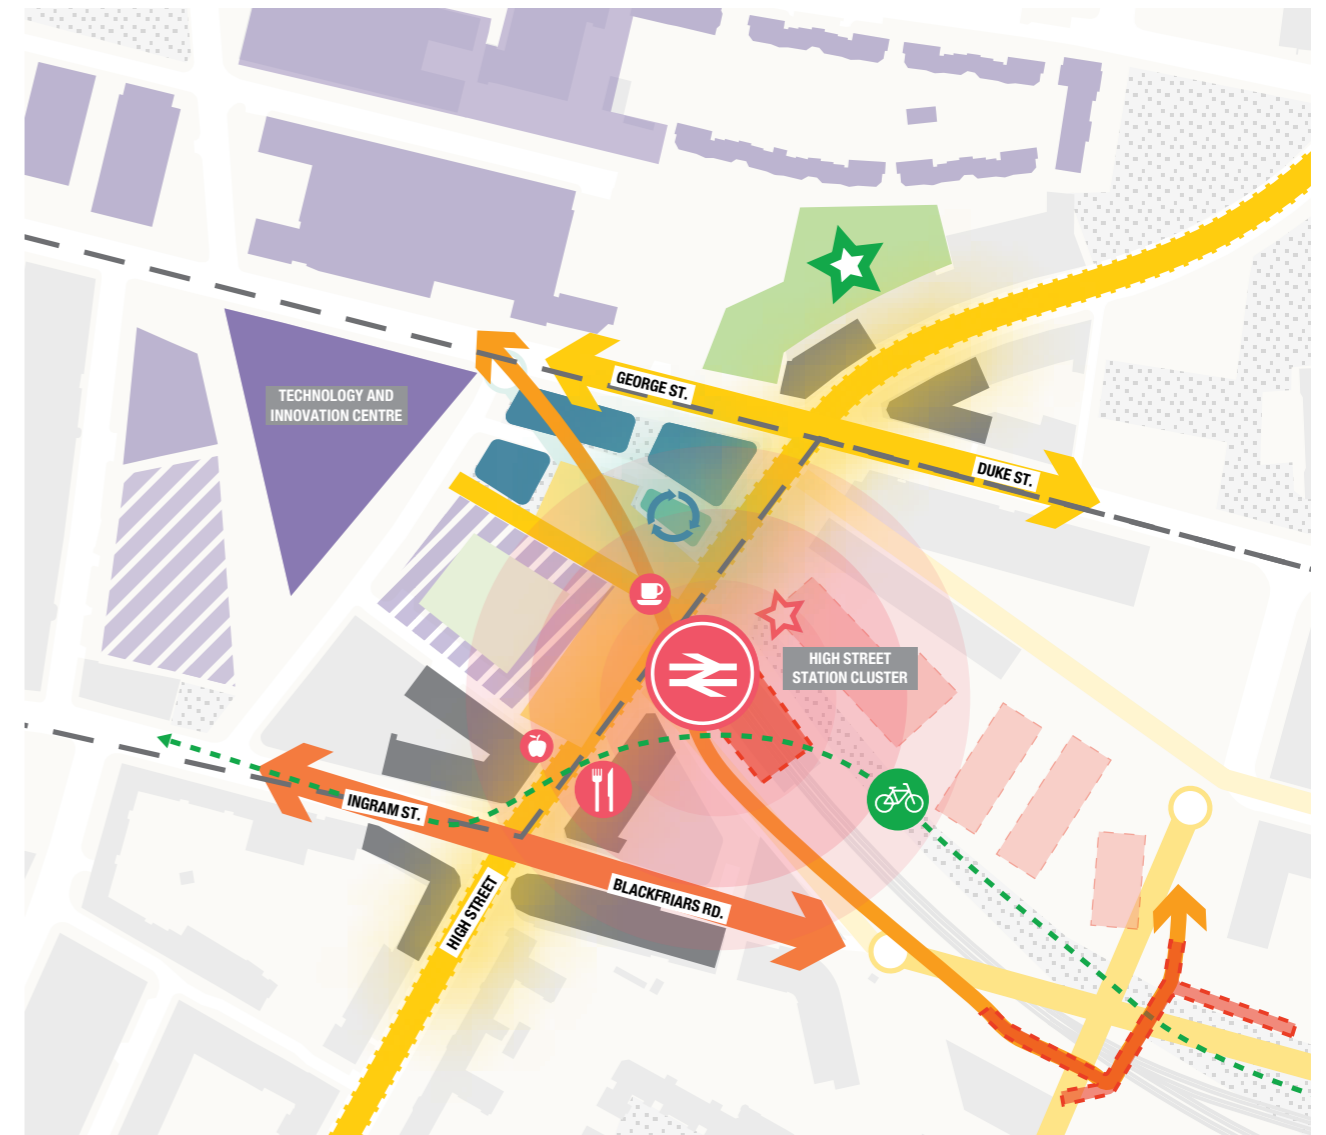 GEORGE ST.
TECHNOLOGY AND
INNOVATION CENTRE
DUKE ST.
HIGH STREET
STATION CLUSTER
INGRAM ST.
BLACKFRIARS RD.
HIGH STREET